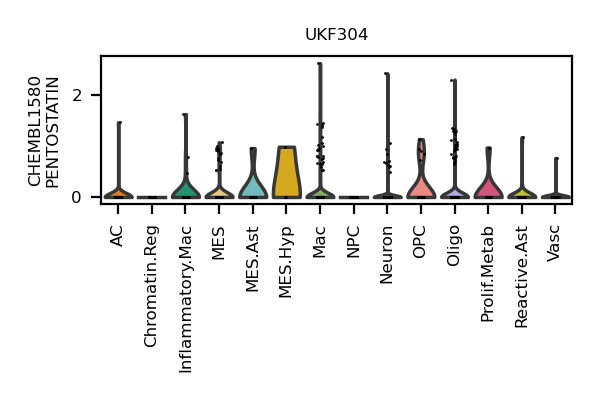 UKF304
CHEMBL1580
PENTOSTATIN
2
0
AC
Chromatin.Reg
Inflammatory.Mac
MES
MES.Ast
MES.Hyp
Mac
NPC
Neuron
OPC
Oligo
Prolif.Metab
Reactive.Ast
Vasc